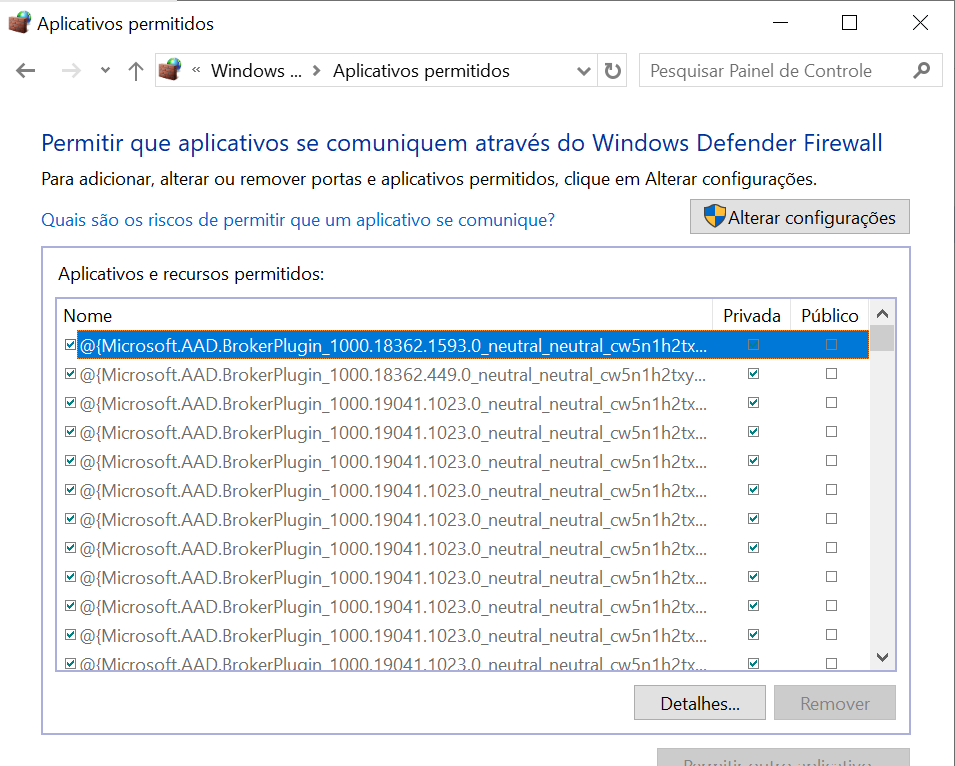 Aplicativos permitidos
« Windows ... > Aplicativos permitidos
Pesquisar Painel de Controle
Permitir que aplicativos se comuniquem através do Windows Defender Firewall
Para adicionar, alterar ou remover portas e aplicativos permitidos, clique em Alterar configurações.
Quais são os riscos de permitir que um aplicativo se comunique?
Alterar configurações
Aplicativos e recursos permitidos:
Nome Privada Público
@{Microsoft.AAD.BrokerPlugin_1000.18362.1593.0_neutral_neutral_cw5n1h2tx...
@{Microsoft.AAD.BrokerPlugin_1000.18362.449.0_neutral_neutral_cw5n1h2txy...
@{Microsoft.AAD.BrokerPlugin_1000.19041.1023.0_neutral_neutral_cw5n1h2tx...
@{Microsoft.AAD.BrokerPlugin_1000.19041.1023.0_neutral_neutral_cw5n1h2tx...
@{Microsoft.AAD.BrokerPlugin_1000.19041.1023.0_neutral_neutral_cw5n1h2tx...
@{Microsoft.AAD.BrokerPlugin_1000.19041.1023.0_neutral_neutral_cw5n1h2tx...
@{Microsoft.AAD.BrokerPlugin_1000.19041.1023.0_neutral_neutral_cw5n1h2tx...
@{Microsoft.AAD.BrokerPlugin_1000.19041.1023.0_neutral_neutral_cw5n1h2tx...
@{Microsoft.AAD.BrokerPlugin_1000.19041.1023.0_neutral_neutral_cw5n1h2tx...
@{Microsoft.AAD.BrokerPlugin_1000.19041.1023.0_neutral_neutral_cw5n1h2tx...
@{Microsoft.AAD.BrokerPlugin_1000.19041.1023.0_neutral_neutral_cw5n1h2tx...
@{Microsoft.AAD.BrokerPlugin_1000.19041.1023.0_neutral_neutral_cw5n1h2tx...
Detalhes...
Remover
Permitir outro aplicativo...